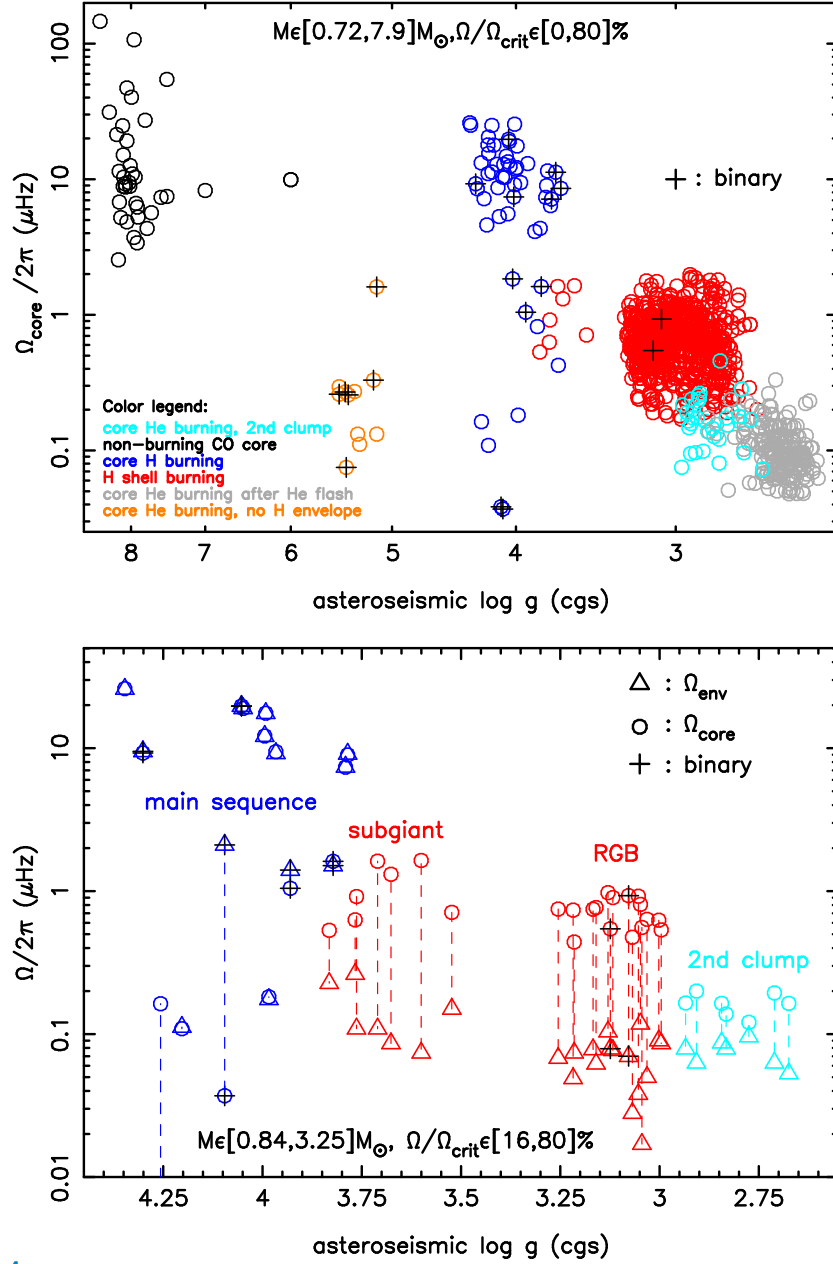 Mϵ[0.72,7.9]M⊙,Ω/Ωcritϵ[0,80]%
100
10
1
0.1
Ωcore/2π (μHz)
+ : binary
Color legend:
core He burning, 2nd clump
non-burning CO core
core H burning
H shell burning
core He burning after He flash
core He burning, no H envelope
8 7 6 5 4 3
asteroseismic log g (cgs)
△ : Ωenv
○ : Ωcore
+ : binary
10
1
0.1
0.01
Ω/2π (μHz)
main sequence
subgiant
RGB
2nd clump
Mϵ[0.84,3.25]M⊙, Ω/Ωcritϵ[16,80]%
4.25 4 3.75 3.5 3.25 3 2.75
asteroseismic log g (cgs)